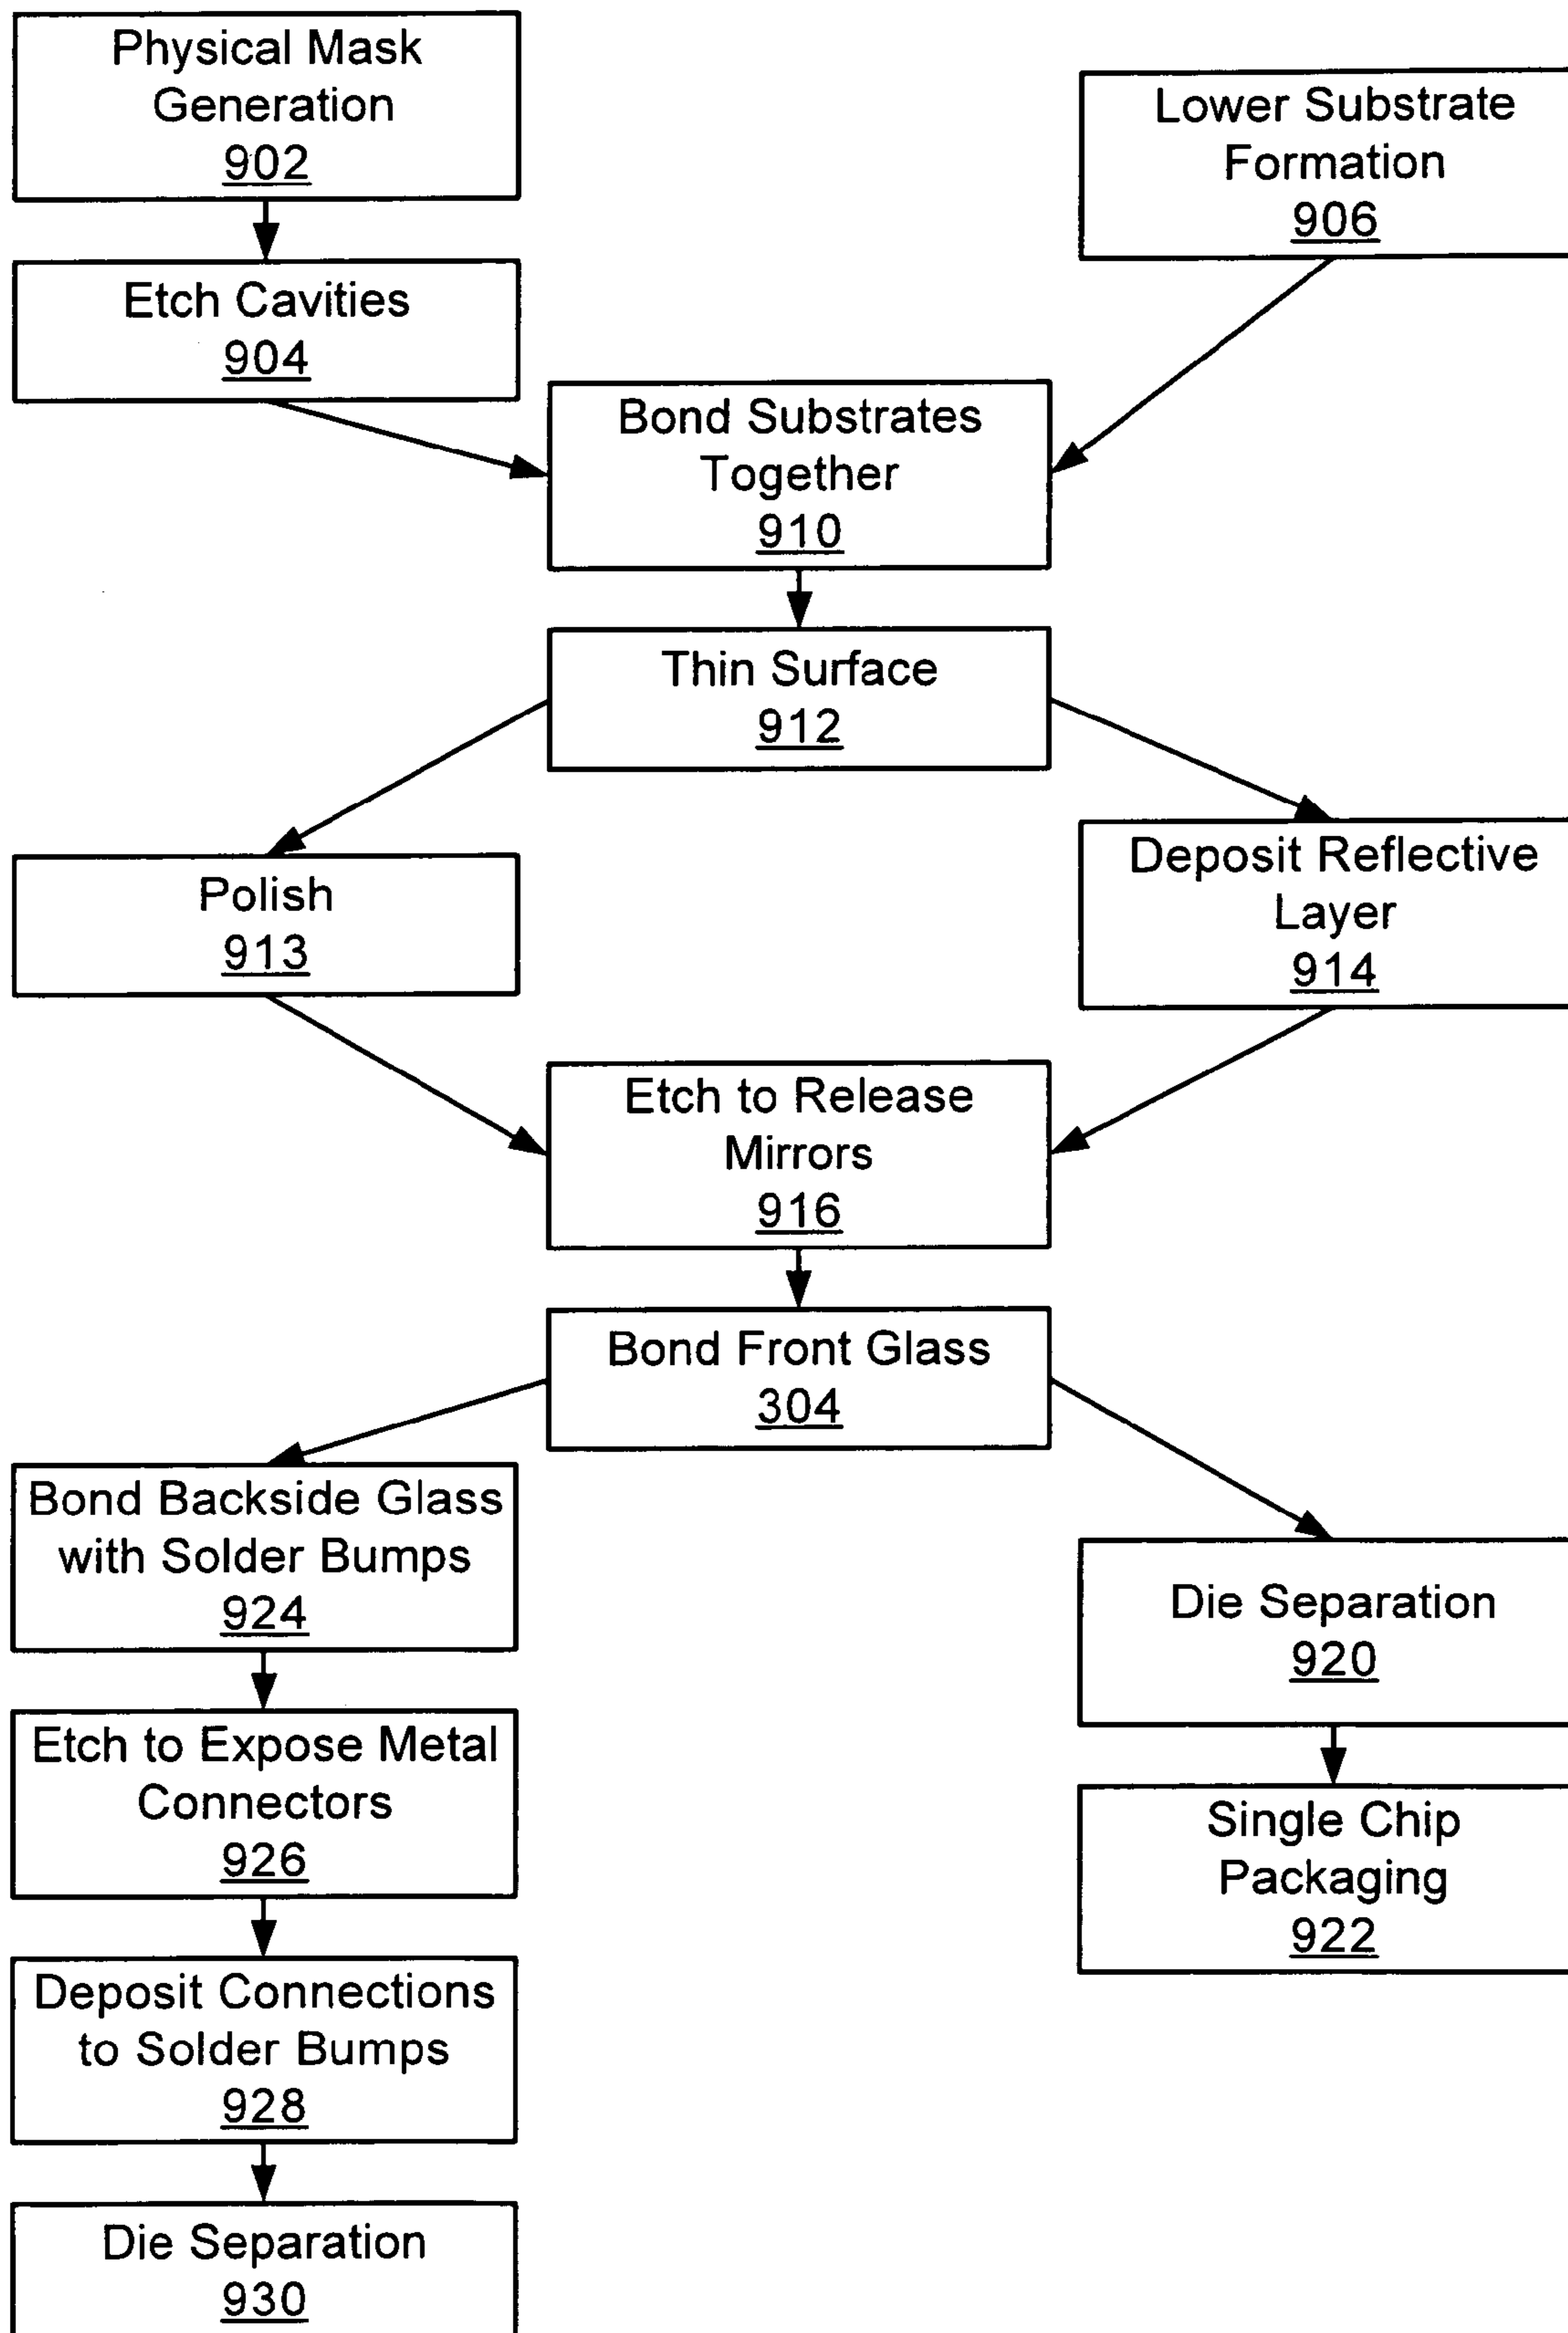 Physical Mask
Generation
902
Lower Substrate
Formation
906
Etch Cavities
904
Bond Substrates
Together
910
Thin Surface
912
Polish
913
Deposit Reflective
Layer
914
Etch to Release
Mirrors
916
Bond Front Glass
304
Bond Backside Glass
with Solder Bumps
924
Die Separation
920
Etch to Expose Metal
Connectors
926
Single Chip
Packaging
922
Deposit Connections
to Solder Bumps
928
Die Separation
930